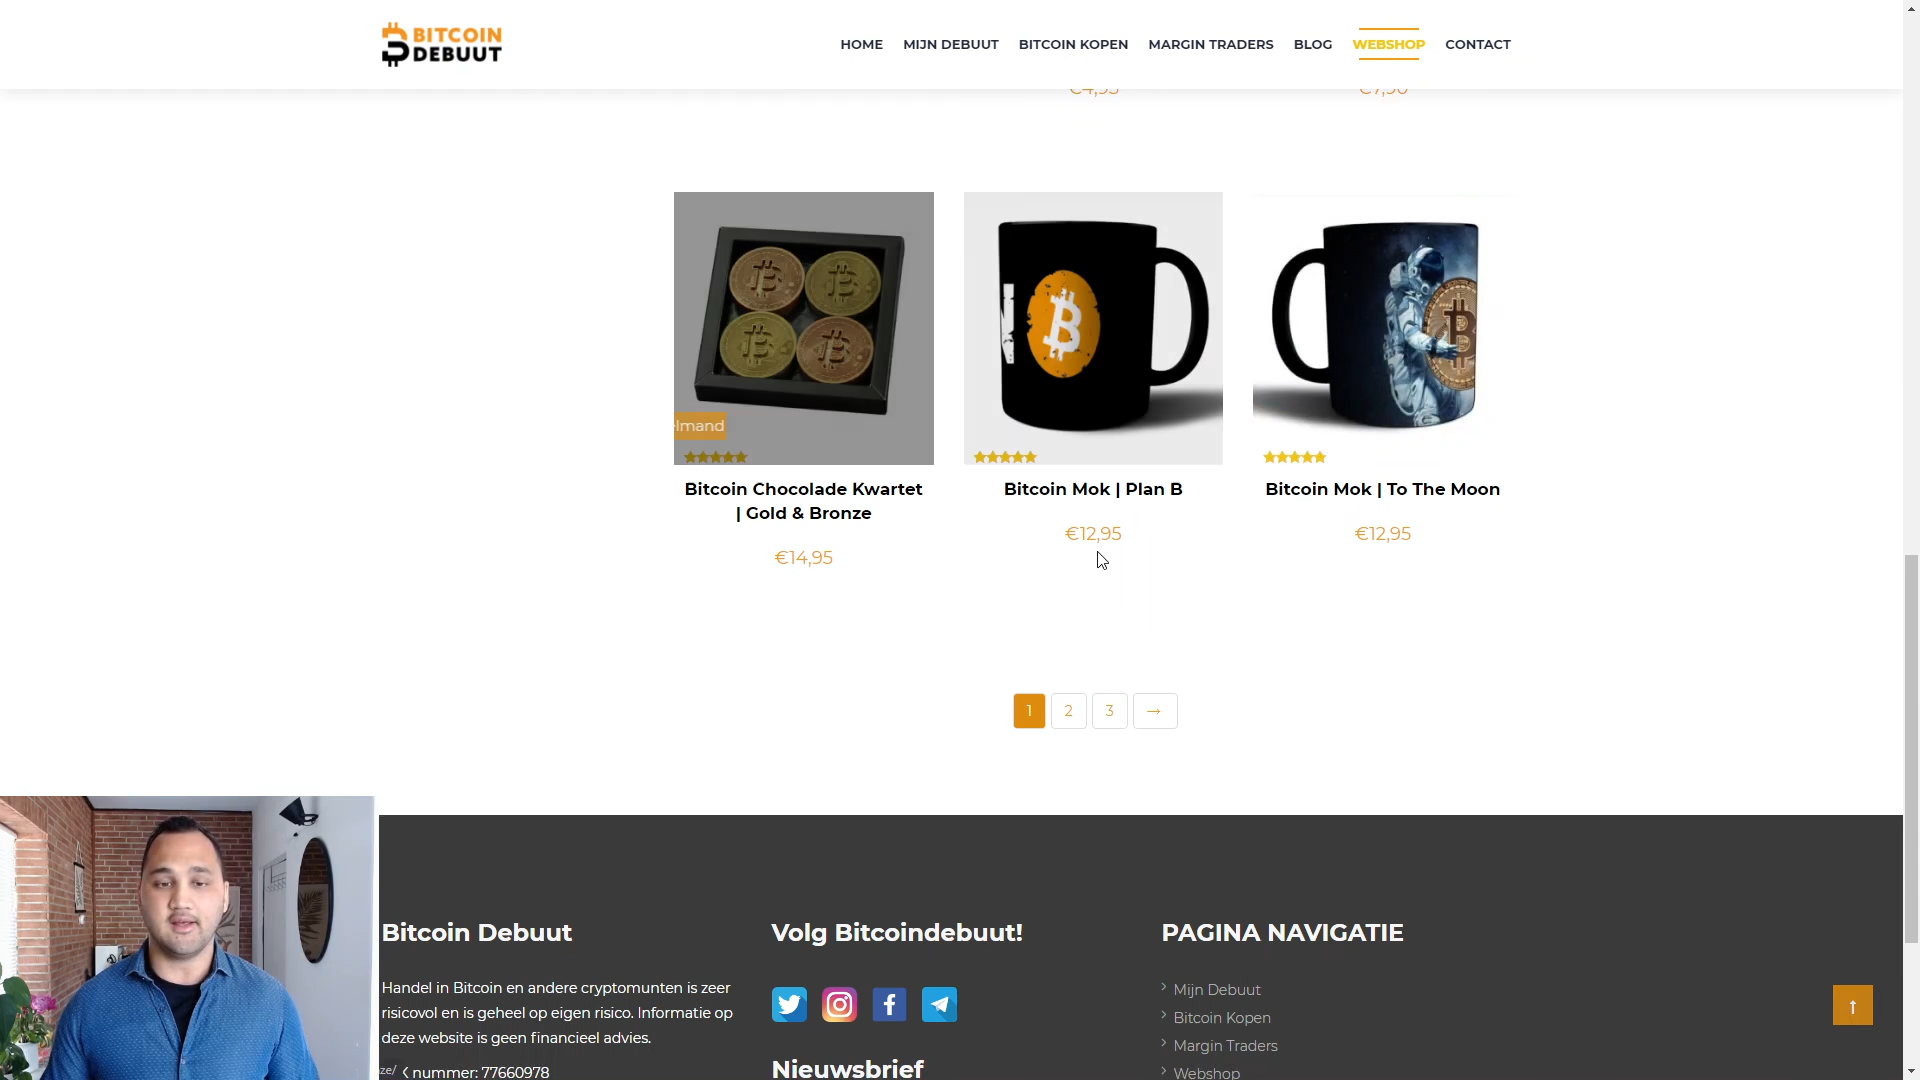 BITCOIN
DEBUUT
HOME MIJN DEBUUT BITCOIN KOPEN MARGIN TRADERS BLOG WEBSHOP CONTACT
€4,95 €7,90
elmand
Bitcoin Chocolade Kwartet
| Gold & Bronze
€14,95
Bitcoin Mok | Plan B
€12,95
Bitcoin Mok | To The Moon
€12,95
1 2 3 →
Bitcoin Debuut
Handel in Bitcoin en andere cryptomunten is zeer
risicovol en is geheel op eigen risico. Informatie op
deze website is geen financieel advies.
nummer: 77660978
ze/
Volg Bitcoindebuut!
Nieuwsbrief
PAGINA NAVIGATIE
Mijn Debuut
Bitcoin Kopen
Margin Traders
Webshop